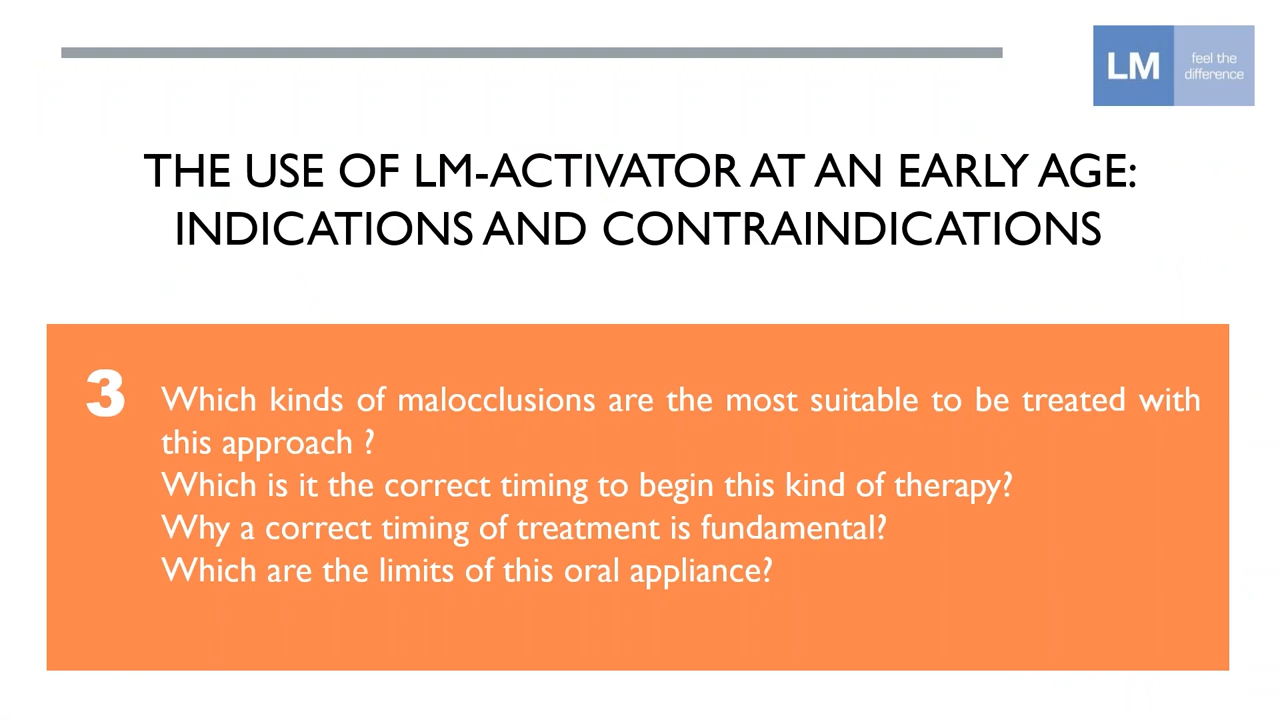 LM feel the
difference
THE USE OF LM-ACTIVATOR AT AN EARLY AGE:
INDICATIONS AND CONTRAINDICATIONS
3 Which kinds of malocclusions are the most suitable to be treated with
this approach ?
Which is it the correct timing to begin this kind of therapy?
Why a correct timing of treatment is fundamental?
Which are the limits of this oral appliance?